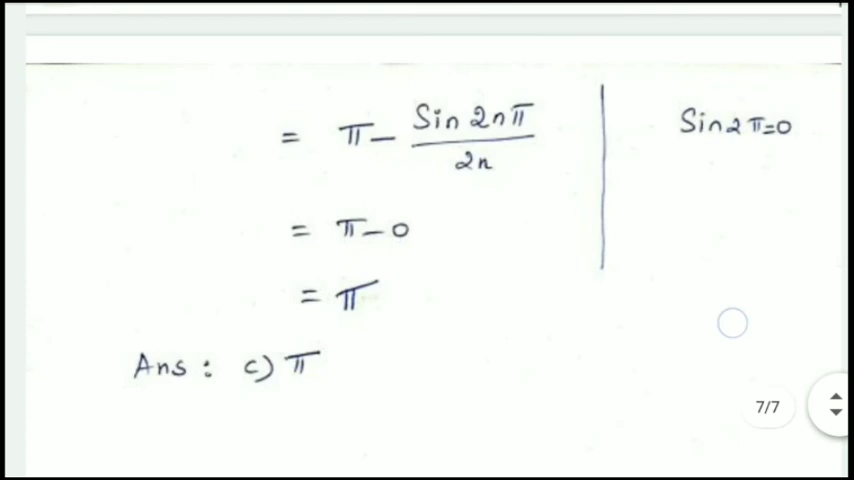 = π - Sin 2nπ / 2n
Sin2π=0
= π - 0
= π
Ans : c) π
7/7